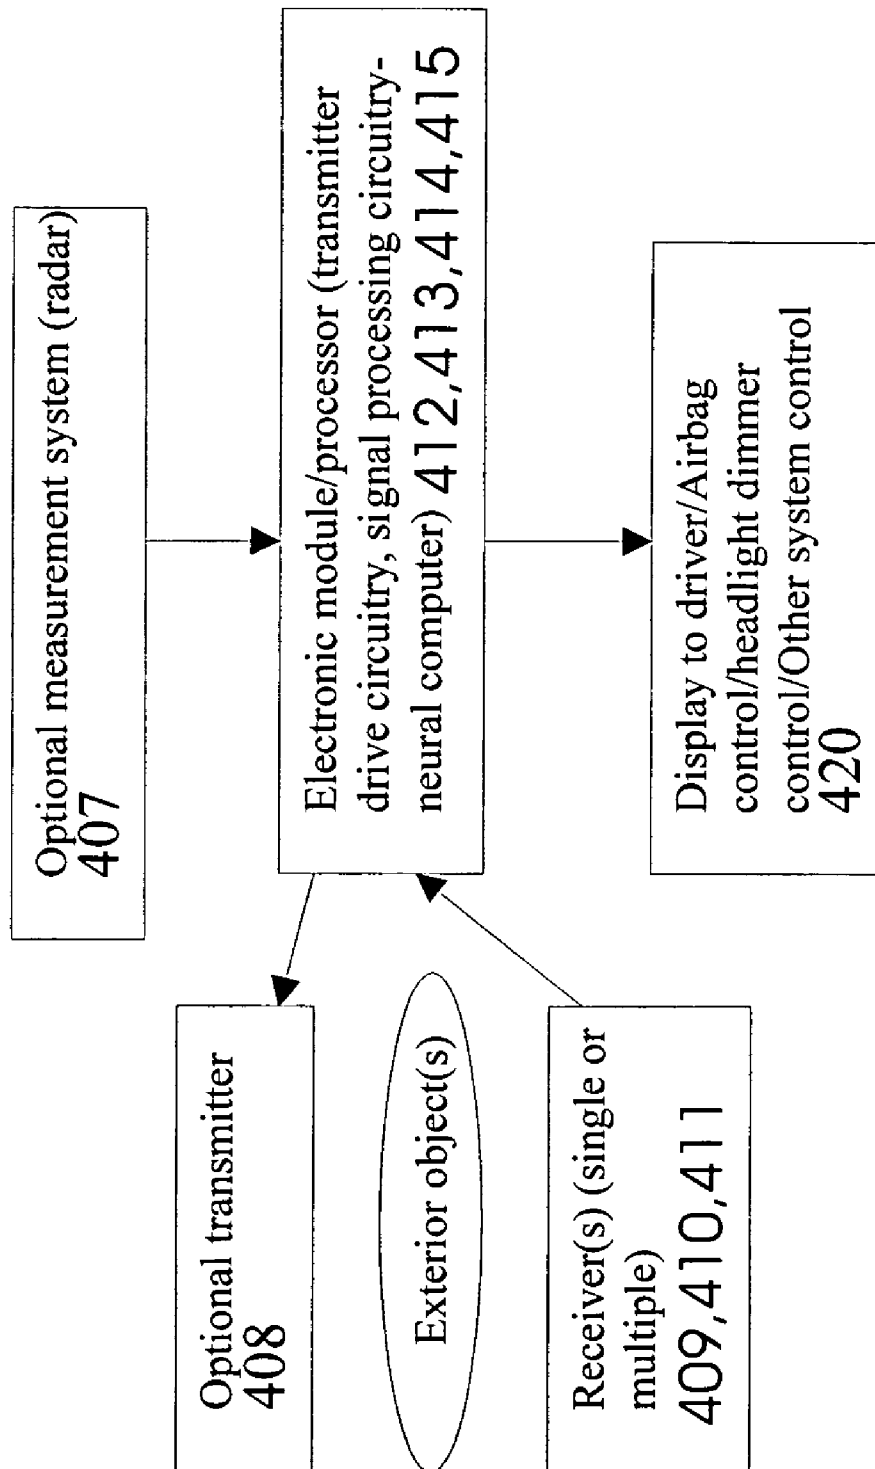 Optional measurement system (radar)
407
Optional transmitter
408
Electronic module/processor (transmitter
drive circuitry, signal processing circuitry-
neural computer) 412,413,414,415
Exterior object(s)
Receiver(s) (single or
multiple)
409,410,411
Display to driver/Airbag
control/headlight dimmer
control/Other system control
420